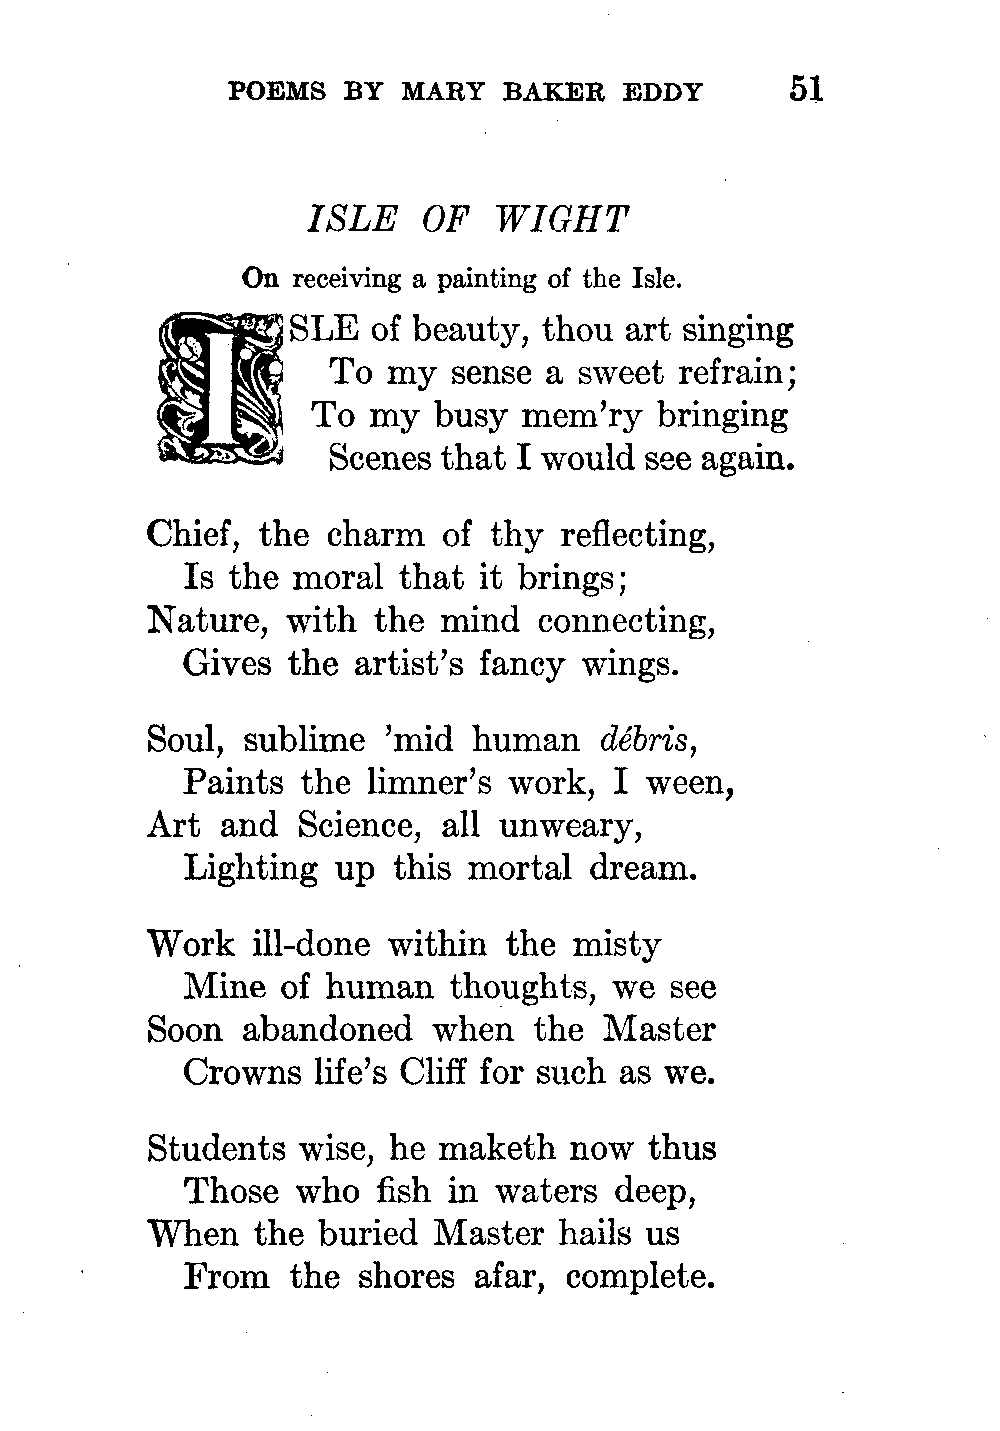 POEMS BY MARY BAKER EDDY 51
ISLE OF WIGHT
On receiving a painting of the Isle.
ISLE of beauty, thou art singing
To my sense a sweet refrain;
To my busy mem'ry bringing
Scenes that I would see again.
Chief, the charm of thy reflecting,
Is the moral that it brings;
Nature, with the mind connecting,
Gives the artist's fancy wings.
Soul, sublime 'mid human débris,
Paints the limner's work, I ween,
Art and Science, all unweary,
Lighting up this mortal dream.
Work ill-done within the misty
Mine of human thoughts, we see
Soon abandoned when the Master
Crowns life's Cliff for such as we.
Students wise, he maketh now thus
Those who fish in waters deep,
When the buried Master hails us
From the shores afar, complete.